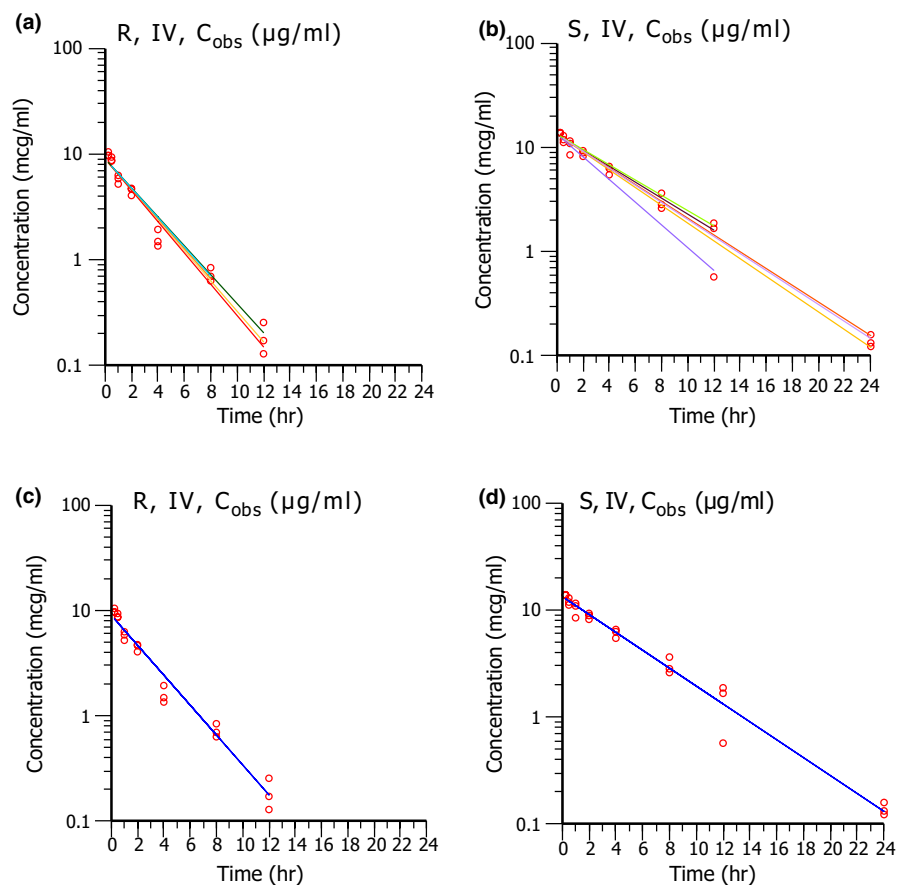 (a) R, IV, Cobs (µg/ml)
100
10
1
0.1
Concentration (mcg/ml)
0 2 4 6 8 10 12 14 16 18 20 22 24
Time (hr)
(b) S, IV, Cobs (µg/ml)
100
10
1
0.1
Concentration (mcg/ml)
0 2 4 6 8 10 12 14 16 18 20 22 24
Time (hr)
(c) R, IV, Cobs (µg/ml)
100
10
1
0.1
Concentration (mcg/ml)
0 2 4 6 8 10 12 14 16 18 20 22 24
Time (hr)
(d) S, IV, Cobs (µg/ml)
100
10
1
0.1
Concentration (mcg/ml)
0 2 4 6 8 10 12 14 16 18 20 22 24
Time (hr)